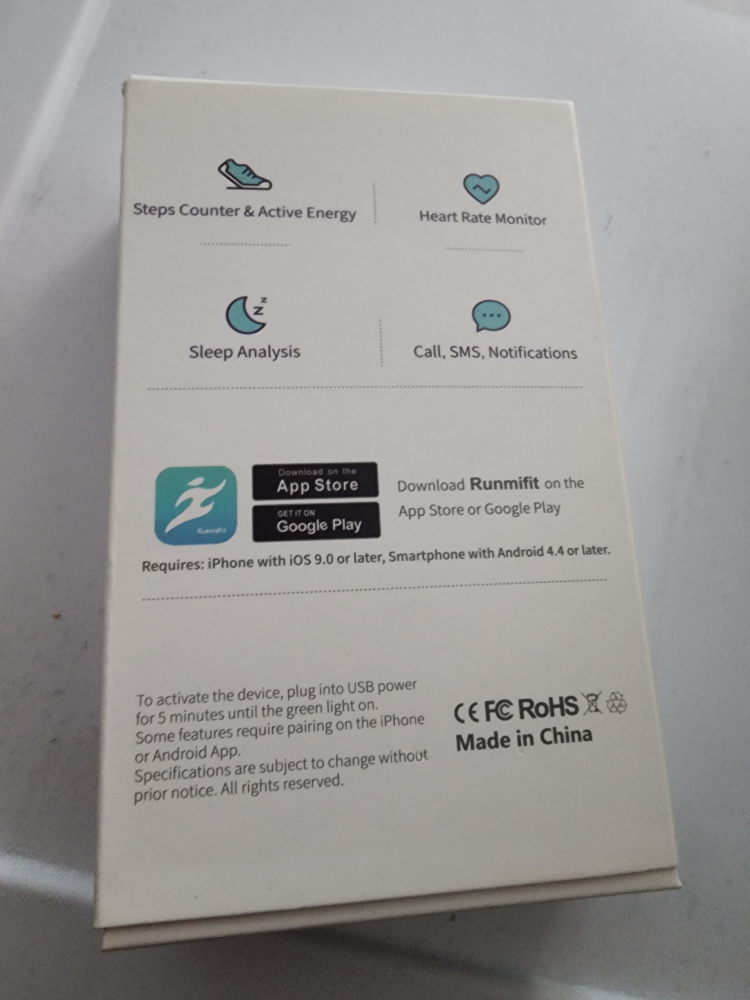 Steps Counter & Active Energy
Heart Rate Monitor
z z
Sleep Analysis
Call, SMS, Notifications
Runmifit
Download on the
App Store
GET IT ON
Google Play
Download Runmifit on the
App Store or Google Play
Requires: iPhone with iOS 9.0 or later, Smartphone with Android 4.4 or later.
To activate the device, plug into USB power
for 5 minutes until the green light on.
Some features require pairing on the iPhone
or Android App.
Specifications are subject to change without
prior notice. All rights reserved.
CE FC RoHS
Made in China